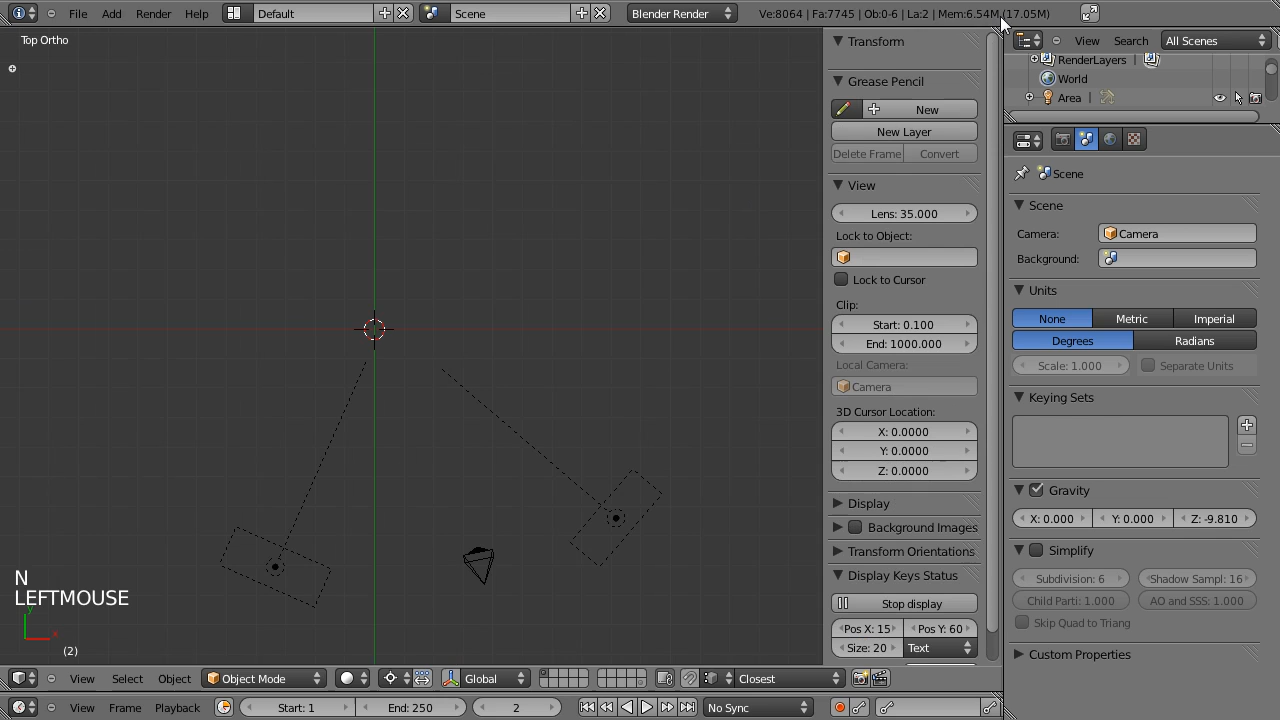 File Add Render Help Default Scene Blender Render Ve:8064 | Fa:7745 | Ob:0-6 | La:2 | Mem:6.54M (17.05M)
Top Ortho
Transform
Grease Pencil
New
New Layer
Delete Frame Convert
View
Lens: 35.000
Lock to Object:
Lock to Cursor
Clip:
Start: 0.100
End: 1000.000
Local Camera:
Camera
3D Cursor Location:
X: 0.0000
Y: 0.0000
Z: 0.0000
Display
Background Images
Transform Orientations
Display Keys Status
Stop display
Pos X: 15 Pos Y: 60
Size: 20 Text
View Search All Scenes
RenderLayers |
World
Area |
Scene
Scene
Camera: Camera
Background:
Units
None Metric Imperial
Degrees Radians
Scale: 1.000 Separate Units
Keying Sets
Gravity
X: 0.000 Y: 0.000 Z: -9.810
Simplify
Subdivision: 6 Shadow Sampl: 16
Child Parti: 1.000 AO and SSS: 1.000
Skip Quad to Triang
Custom Properties
N
LEFTMOUSE
y
x
(2)
View Select Object Object Mode Global Closest
View Frame Playback Start: 1 End: 250 2 No Sync